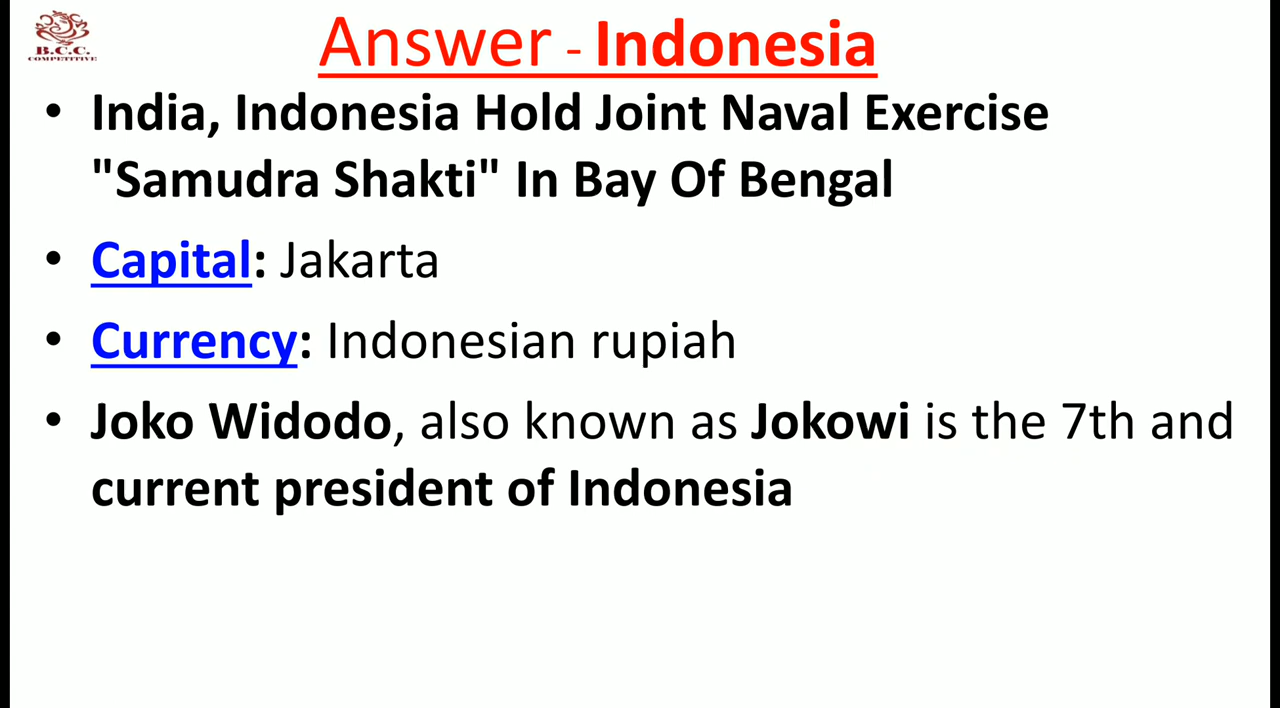 B.C.C.
COMPETITIVE
Answer - Indonesia
• India, Indonesia Hold Joint Naval Exercise
"Samudra Shakti" In Bay Of Bengal
• Capital: Jakarta
• Currency: Indonesian rupiah
• Joko Widodo, also known as Jokowi is the 7th and
current president of Indonesia